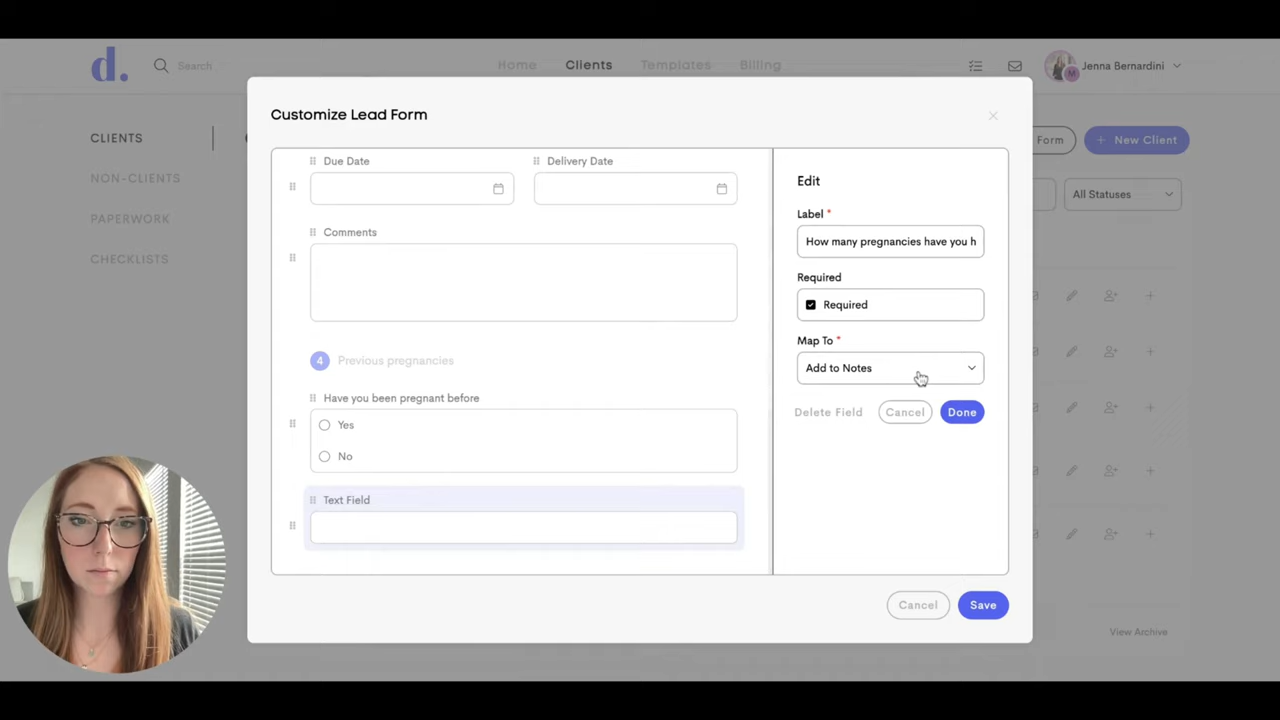 d.
Search
Home
Clients
Templates
Billing
Jenna Bernardini
M
CLIENTS
NON-CLIENTS
PAPERWORK
CHECKLISTS
Form
+ New Client
All Statuses
View Archive
Customize Lead Form
Due Date
Delivery Date
Comments
4 Previous pregnancies
Have you been pregnant before
Yes
No
Text Field
Edit
Label *
How many pregnancies have you h
Required
Required
Map To *
Add to Notes
Delete Field
Cancel
Done
Cancel
Save